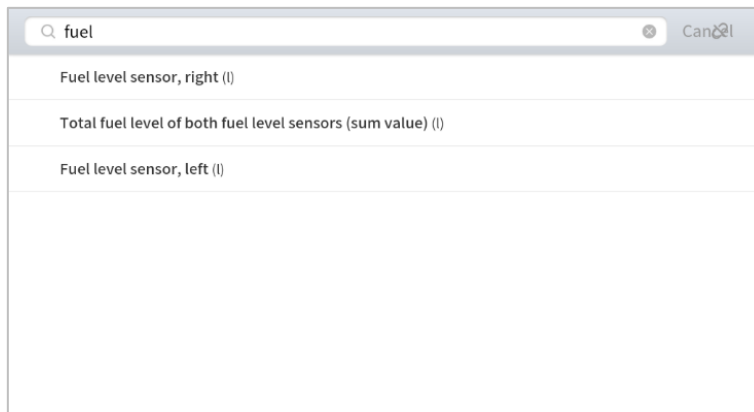 fuel Cancel
Fuel level sensor, right (l)
Total fuel level of both fuel level sensors (sum value) (l)
Fuel level sensor, left (l)